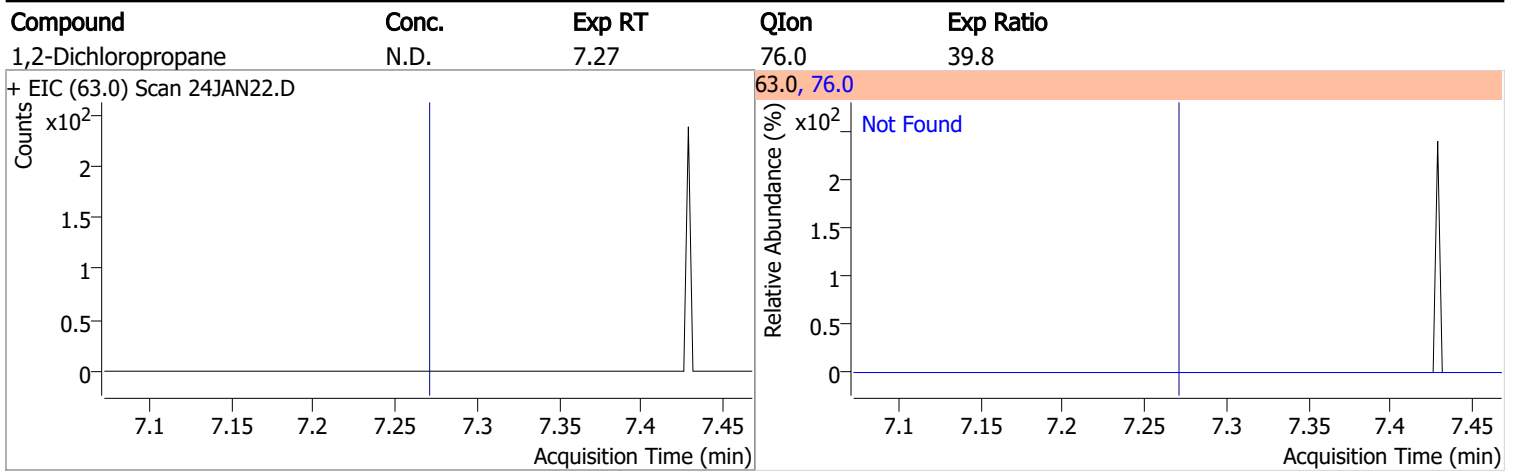 Compound Conc. Exp RT QIon Exp Ratio
1,2-Dichloropropane N.D. 7.27 76.0 39.8
+ EIC (63.0) Scan 24JAN22.D
Counts
x10²
2
1.5
1
0.5
0
7.1 7.15 7.2 7.25 7.3 7.35 7.4 7.45
Acquisition Time (min)
63.0, 76.0
Relative Abundance (%)
x10²
Not Found
2
1.5
1
0.5
0
7.1 7.15 7.2 7.25 7.3 7.35 7.4 7.45
Acquisition Time (min)